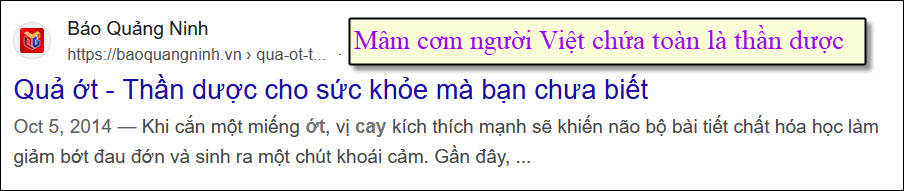 Báo Quảng Ninh
https://baoquangninh.vn › qua-ot-t... ·
Mâm cơm người Việt chứa toàn là thần dược
Quả ớt - Thần dược cho sức khỏe mà bạn chưa biết
Oct 5, 2014 — Khi cắn một miếng ớt, vị cay kích thích mạnh sẽ khiến não bộ bài tiết chất hóa học làm
giảm bớt đau đớn và sinh ra một chút khoái cảm. Gần đây, ...